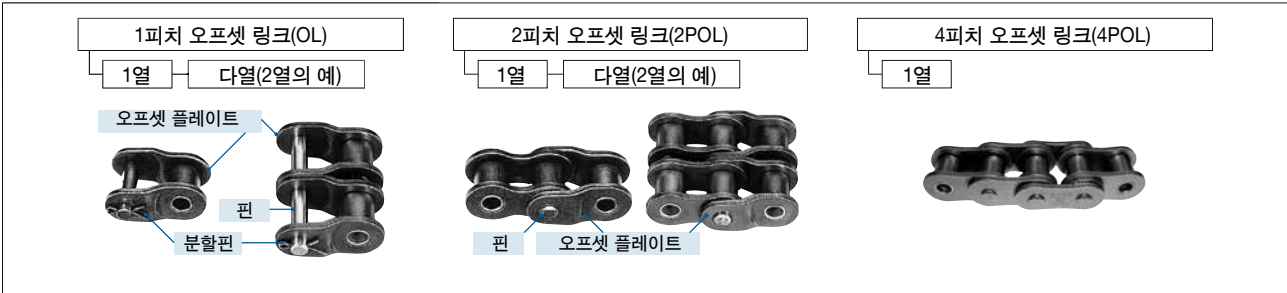 1피치 오프셋 링크(OL)
1열
다열(2열의 예)
오프셋 플레이트
핀
분할핀
2피치 오프셋 링크(2POL)
1열
다열(2열의 예)
핀
오프셋 플레이트
4피치 오프셋 링크(4POL)
1열